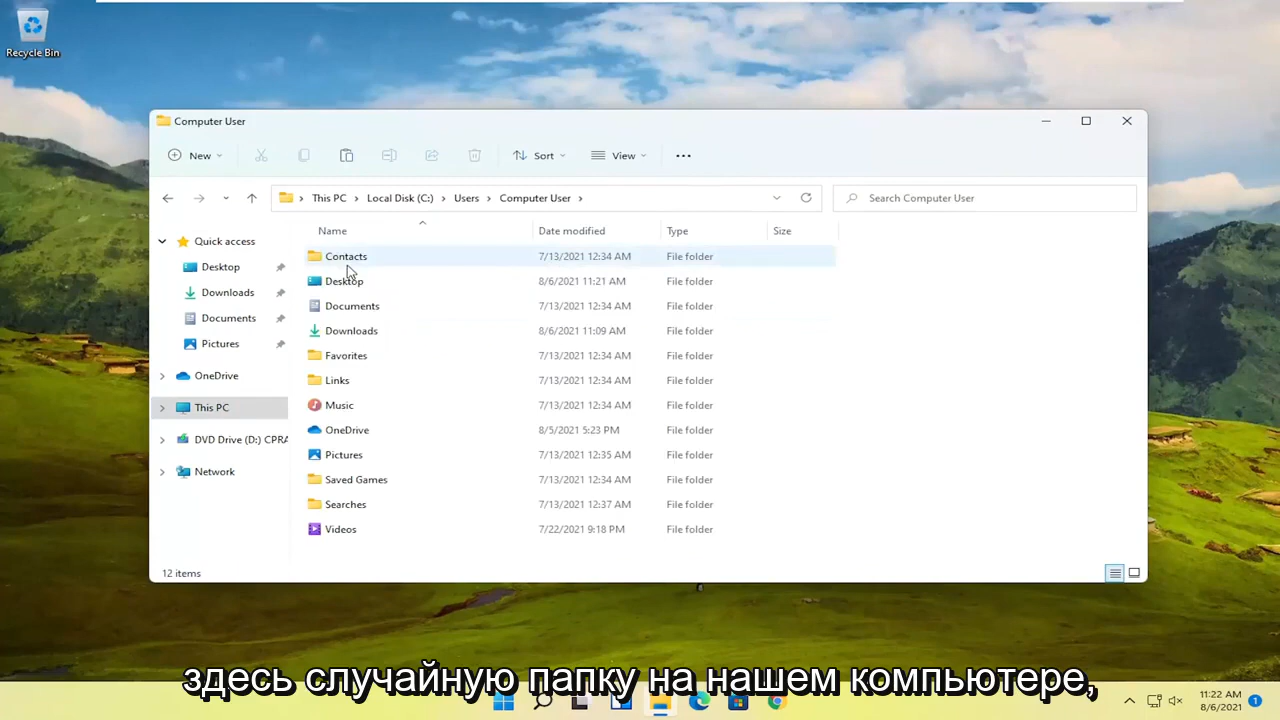 Recycle Bin
Computer User
New Sort View
This PC Local Disk (C:) Users Computer User
Search Computer User
Name Date modified Type Size
Quick access
Desktop
Downloads
Documents
Pictures
OneDrive
This PC
DVD Drive (D:) CPRA
Network
Contacts 7/13/2021 12:34 AM File folder
Desktop 8/6/2021 11:21 AM File folder
Documents 7/13/2021 12:34 AM File folder
Downloads 8/6/2021 11:09 AM File folder
Favorites 7/13/2021 12:34 AM File folder
Links 7/13/2021 12:34 AM File folder
Music 7/13/2021 12:34 AM File folder
OneDrive 8/5/2021 5:23 PM File folder
Pictures 7/13/2021 12:35 AM File folder
Saved Games 7/13/2021 12:34 AM File folder
Searches 7/13/2021 12:37 AM File folder
Videos 7/22/2021 9:18 PM File folder
12 items
здесь случайную папку на нашем компьютере,
11:22 AM
8/6/2021
1